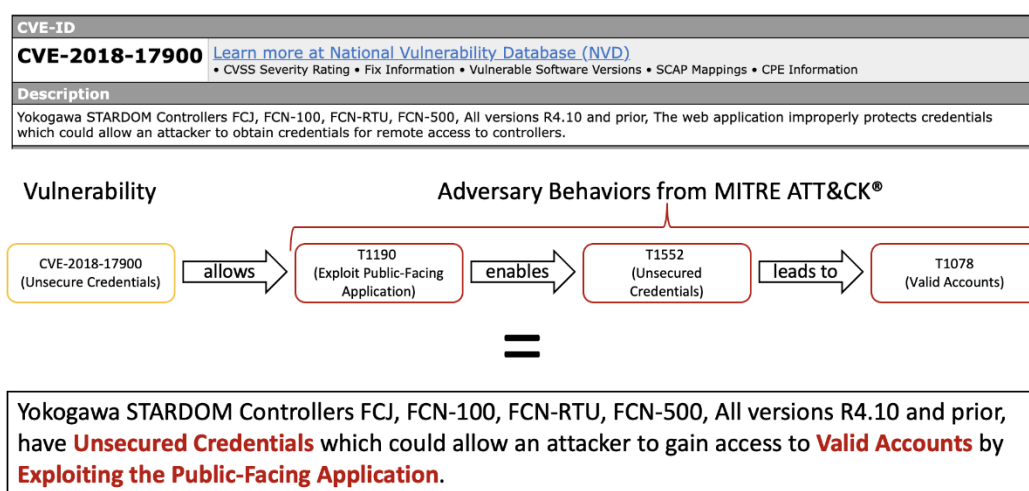 CVE-ID
CVE-2018-17900 Learn more at National Vulnerability Database (NVD)
• CVSS Severity Rating • Fix Information • Vulnerable Software Versions • SCAP Mappings • CPE Information
Description
Yokogawa STARDOM Controllers FCJ, FCN-100, FCN-RTU, FCN-500, All versions R4.10 and prior, The web application improperly protects credentials
which could allow an attacker to obtain credentials for remote access to controllers.
Vulnerability
Adversary Behaviors from MITRE ATT&CK®
CVE-2018-17900
(Unsecure Credentials)
allows
T1190
(Exploit Public-Facing
Application)
enables
T1552
(Unsecured
Credentials)
leads to
T1078
(Valid Accounts)
=
Yokogawa STARDOM Controllers FCJ, FCN-100, FCN-RTU, FCN-500, All versions R4.10 and prior,
have Unsecured Credentials which could allow an attacker to gain access to Valid Accounts by
Exploiting the Public-Facing Application.